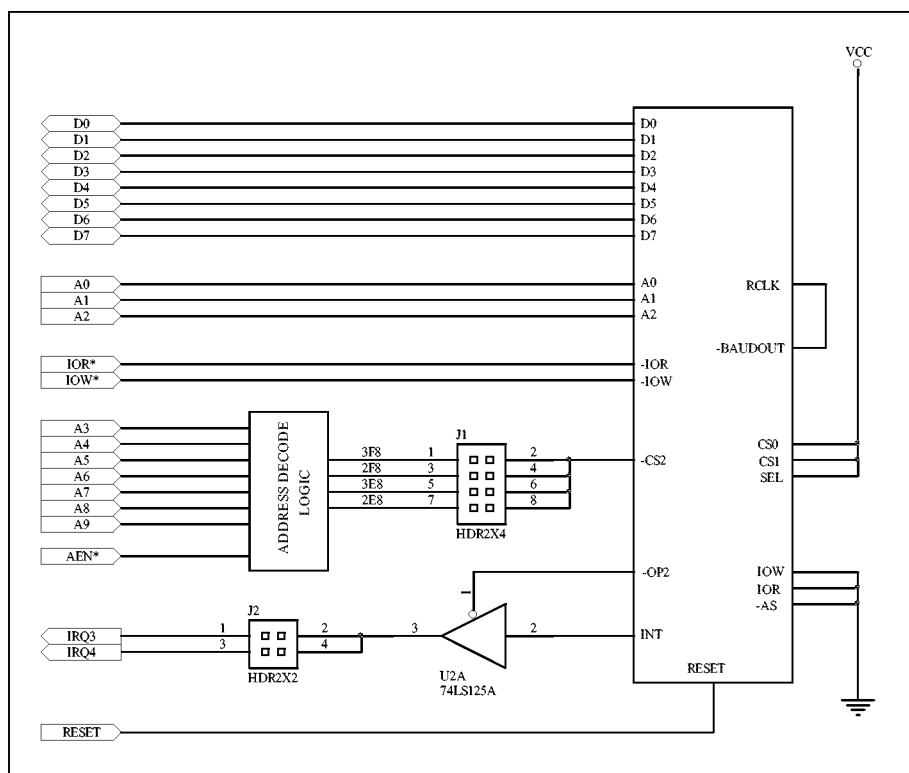 VCC
D0 D0
D1 D1
D2 D2
D3 D3
D4 D4
D5 D5
D6 D6
D7 D7
A0 A0 RCLK
A1 A1
A2 A2
-BAUDOUT
IOR* -IOR
IOW* -IOW
A3 J1 CS0
A4 3F8 1 2 -CS2 CS1
A5 2F8 3 4 SEL
A6 3E8 5 6
A7 2E8 7 8
A8
A9 HDR2X4
ADDRESS DECODE
LOGIC
AEN*
1 -OP2 IOW
IOR
J2 -AS
IRQ3 1 2 3 2 INT
IRQ4 3 4
HDR2X2 U2A RESET
74LS125A
RESET